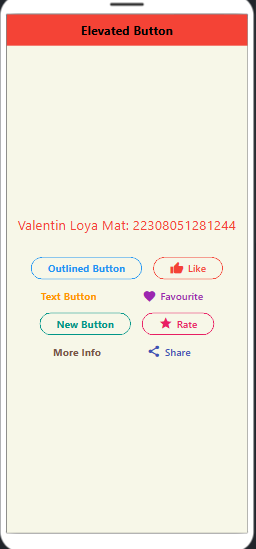 Elevated Button
Valentin Loya Mat: 22308051281244
Outlined Button Like
Text Button Favourite
New Button Rate
More Info Share